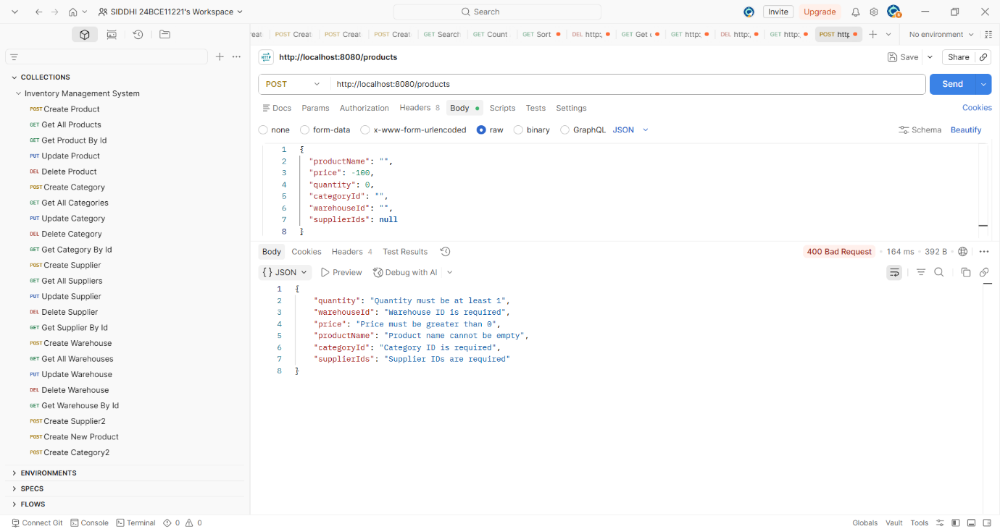 SIDDHI 24BCE11221's Workspace
Search
Invite
Upgrade
POST Creat
POST Creat
POST Creat
GET Search
GET Count
GET Sort
DEL http:,
GET Get
GET http:
DEL http:,
GET http:
POST http
No environment
COLLECTIONS
Inventory Management System
POST Create Product
GET Get All Products
GET Get Product By Id
PUT Update Product
DEL Delete Product
POST Create Category
GET Get All Categories
PUT Update Category
DEL Delete Category
GET Get Category By Id
POST Create Supplier
GET Get All Suppliers
PUT Update Supplier
DEL Delete Supplier
GET Get Supplier By Id
POST Create Warehouse
GET Get All Warehouses
PUT Update Warehouse
DEL Delete Warehouse
GET Get Warehouse By Id
POST Create Supplier2
POST Create New Product
POST Create Category2
ENVIRONMENTS
SPECS
FLOWS
HTTP http://localhost:8080/products
Save
Share
POST http://localhost:8080/products
Send
Docs Params Authorization Headers 8 Body Scripts Tests Settings
Cookies
none form-data x-www-form-urlencoded raw binary GraphQL JSON
Schema Beautify
1 {
2 "productName": "",
3 "price": -100,
4 "quantity": 0,
5 "categoryId": "",
6 "warehouseId": "",
7 "supplierIds": null
8 }
Body Cookies Headers 4 Test Results
400 Bad Request • 164 ms • 392 B
{} JSON Preview Debug with AI
1 {
2 "quantity": "Quantity must be at least 1",
3 "warehouseId": "Warehouse ID is required",
4 "price": "Price must be greater than 0",
5 "productName": "Product name cannot be empty",
6 "categoryId": "Category ID is required",
7 "supplierIds": "Supplier IDs are required"
8 }
Connect Git Console Terminal 0 0
Globals Vault Tools